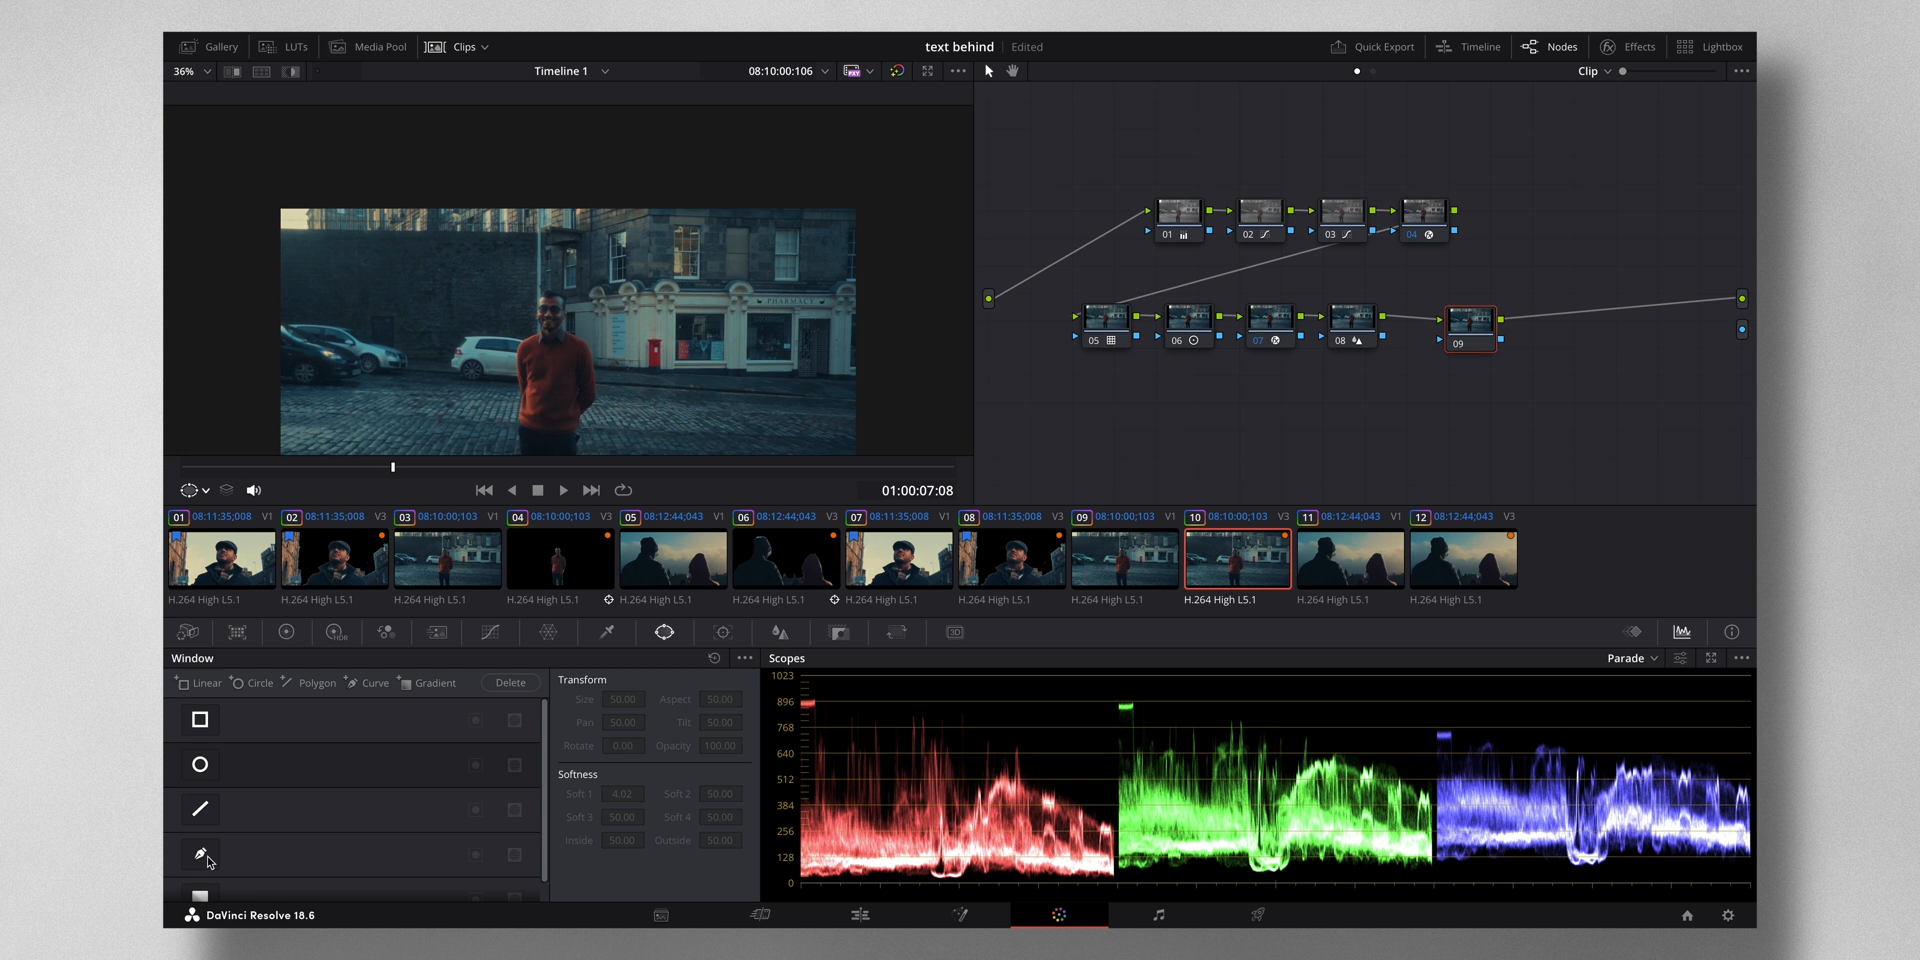 Gallery LUTs Media Pool Clips text behind Edited Quick Export Timeline Nodes Effects Lightbox
36% Timeline 1 08:10:00:106 PXY Clip
PHARMACY
01 02 03 04
05 06 07 08 09
01:00:07:08
01 08:11:35;008 V1 02 08:11:35;008 V3 03 08:10:00;103 V1 04 08:10:00;103 V3 05 08:12:44;043 V1 06 08:12:44;043 V3 07 08:11:35;008 V1 08 08:11:35;008 V3 09 08:10:00;103 V1 10 08:10:00;103 V3 11 08:12:44;043 V1 12 08:12:44;043 V3
H.264 High L5.1 H.264 High L5.1 H.264 High L5.1 H.264 High L5.1 H.264 High L5.1 H.264 High L5.1 H.264 High L5.1 H.264 High L5.1 H.264 High L5.1 H.264 High L5.1 H.264 High L5.1 H.264 High L5.1
HDR 3D
Window Scopes Parade
Linear Circle Polygon Curve Gradient Delete
Transform
Size 50.00 Aspect 50.00
Pan 50.00 Tilt 50.00
Rotate 0.00 Opacity 100.00
Softness
Soft 1 4.02 Soft 2 50.00
Soft 3 50.00 Soft 4 50.00
Inside 50.00 Outside 50.00
1023
896
768
640
512
384
256
128
0
DaVinci Resolve 18.6